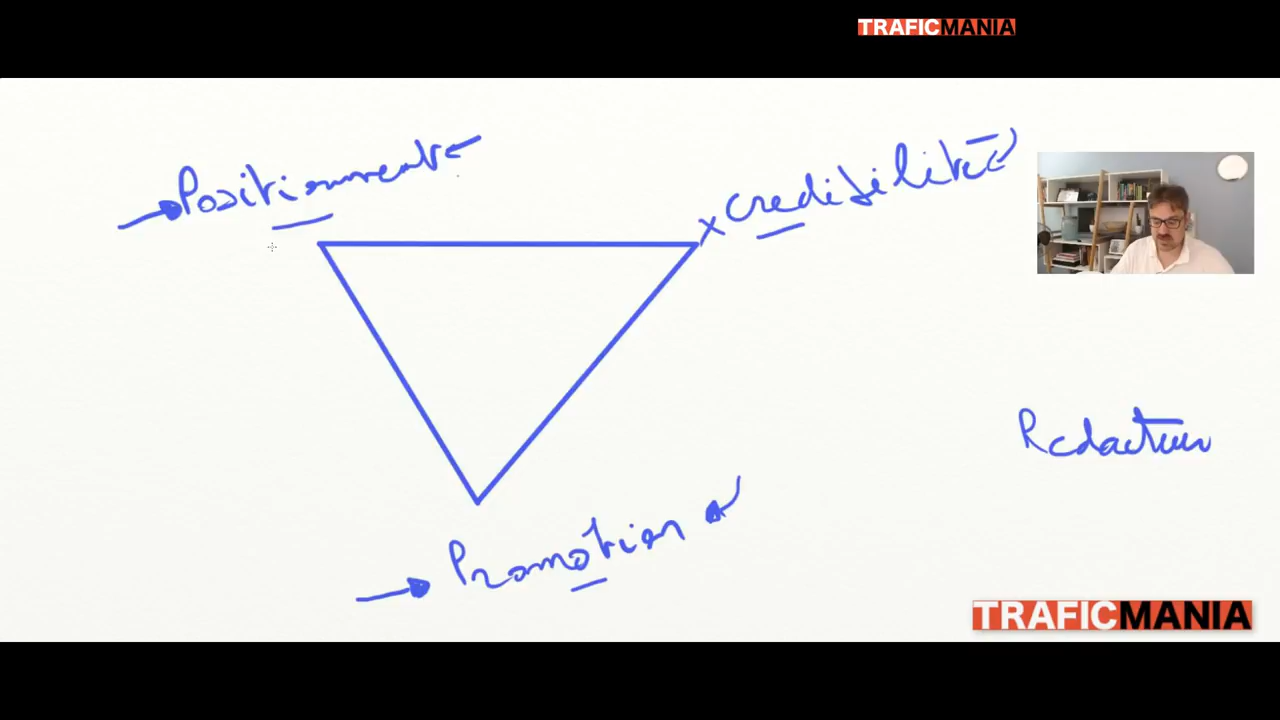 TRAFICMANIA
Positionnement
crédibilité
Rédacteur
Promotion
TRAFICMANIA